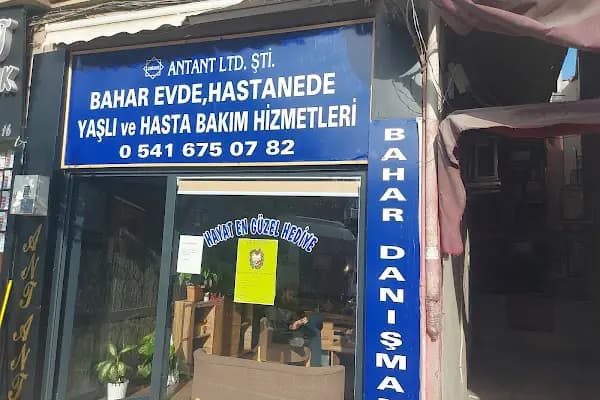 ANTANT LTD. ŞTİ.
BAHAR EVDE,HASTANEDE
YAŞLI ve HASTA BAKIM HİZMETLERİ
0 541 675 07 82
HAYAT EN GÜZEL HEDİYE
BAHAR DANIŞMA
16
ANTANT